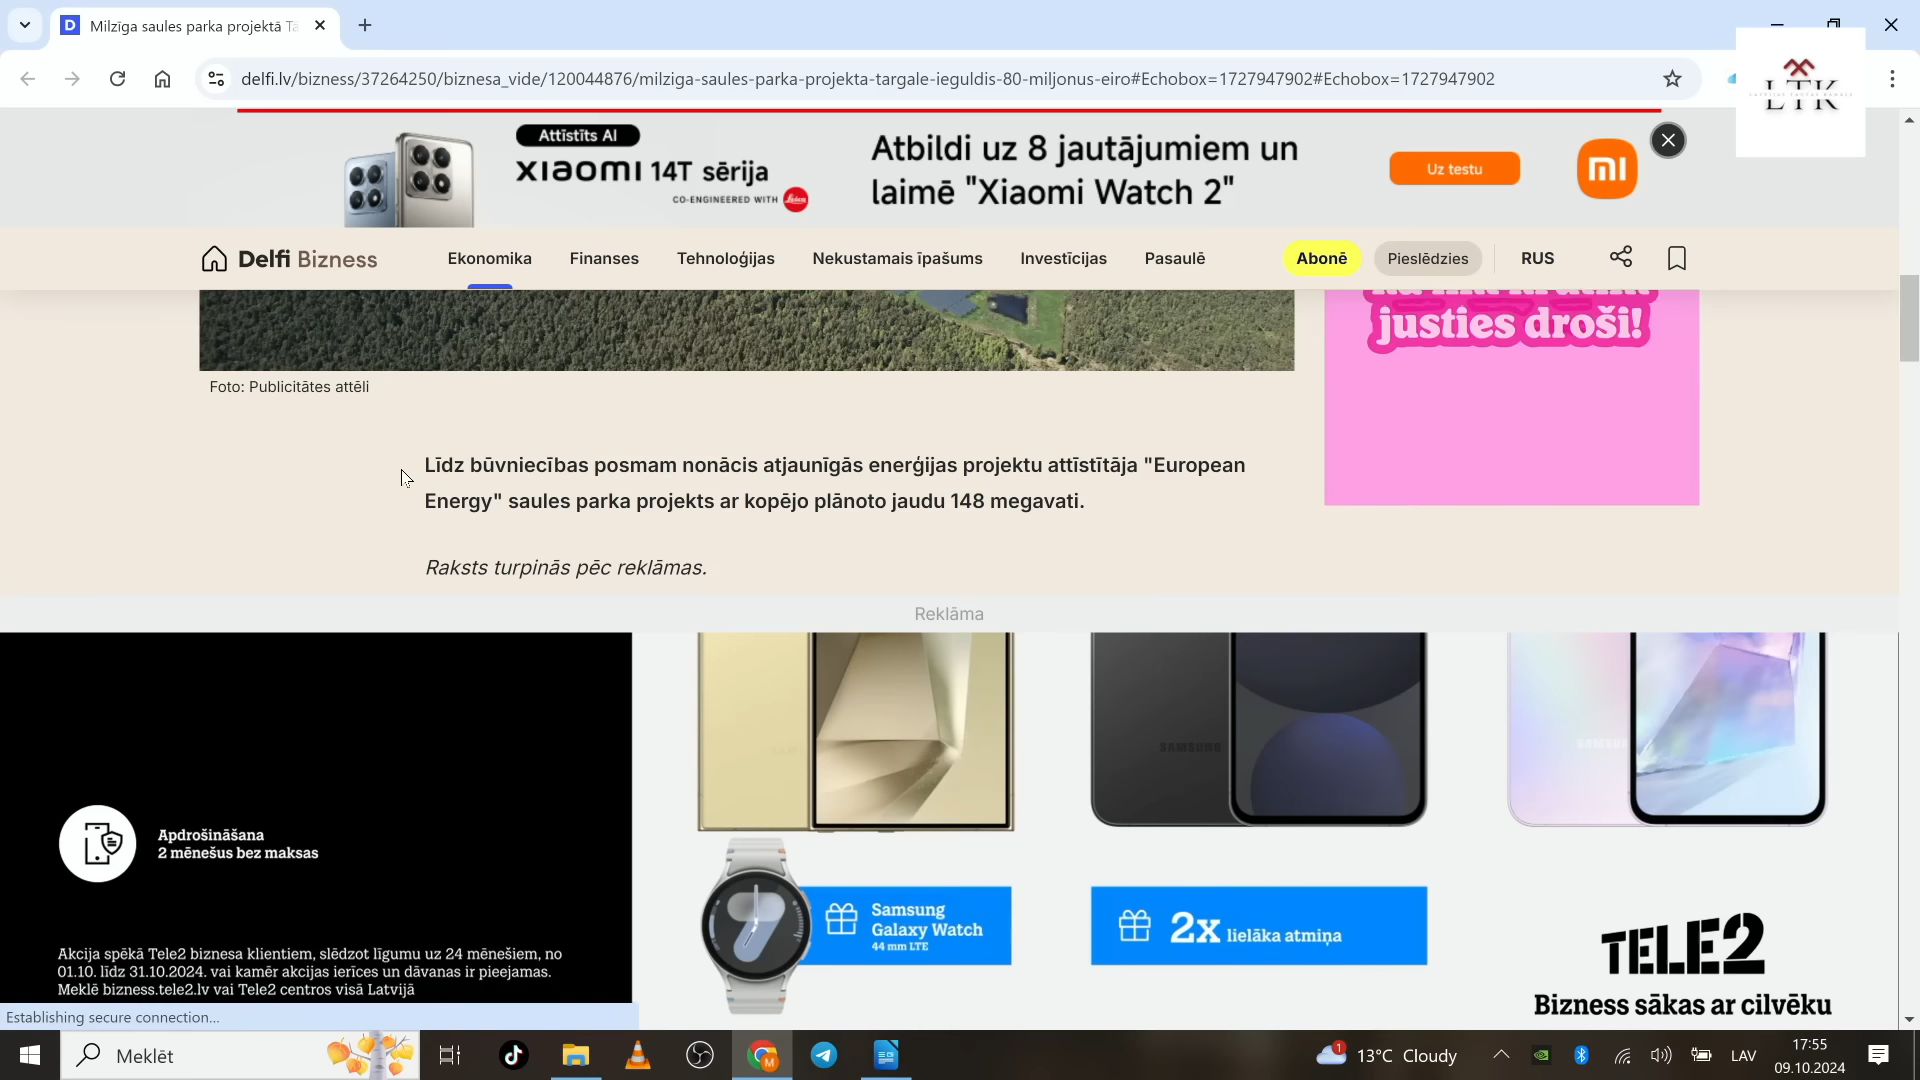 Milzīga saules parka projektā Tā
delfi.lv/bizness/37264250/biznesa_vide/120044876/milziga-saules-parka-projekta-targale-ieguldis-80-miljonus-eiro#Echobox=1727947902#Echobox=1727947902
LTK
Attīstīts AI
XIAOMI 14T sērija
CO-ENGINEERED WITH Leica
Atbildi uz 8 jautājumiem un
laimē "Xiaomi Watch 2"
Uz testu
MI
Delfi Bizness
Ekonomika
Finanses
Tehnoloģijas
Nekustamais īpašums
Investīcijas
Pasaulē
Abonē
Pieslēdzies
RUS
justies droši!
Foto: Publicitātes attēli
Līdz būvniecības posmam nonācis atjaunīgās enerģijas projektu attīstītāja "European
Energy" saules parka projekts ar kopējo plānoto jaudu 148 megavati.
Raksts turpinās pēc reklāmas.
Reklāma
SAMSUNG
Apdrošināšana
2 mēnešus bez maksas
Samsung
Galaxy Watch
44 mm LTE
2x lielāka atmiņa
TELE2
Bizness sākas ar cilvēku
Akcija spēkā Tele2 biznesa klientiem, slēdzot līgumu uz 24 mēnešiem, no
01.10. līdz 31.10.2024. vai kamēr akcijas ierīces un dāvanas ir pieejamas.
Meklē bizness.tele2.lv vai Tele2 centros visā Latvijā
Establishing secure connection...
Meklēt
13°C Cloudy
LAV
17:55
09.10.2024